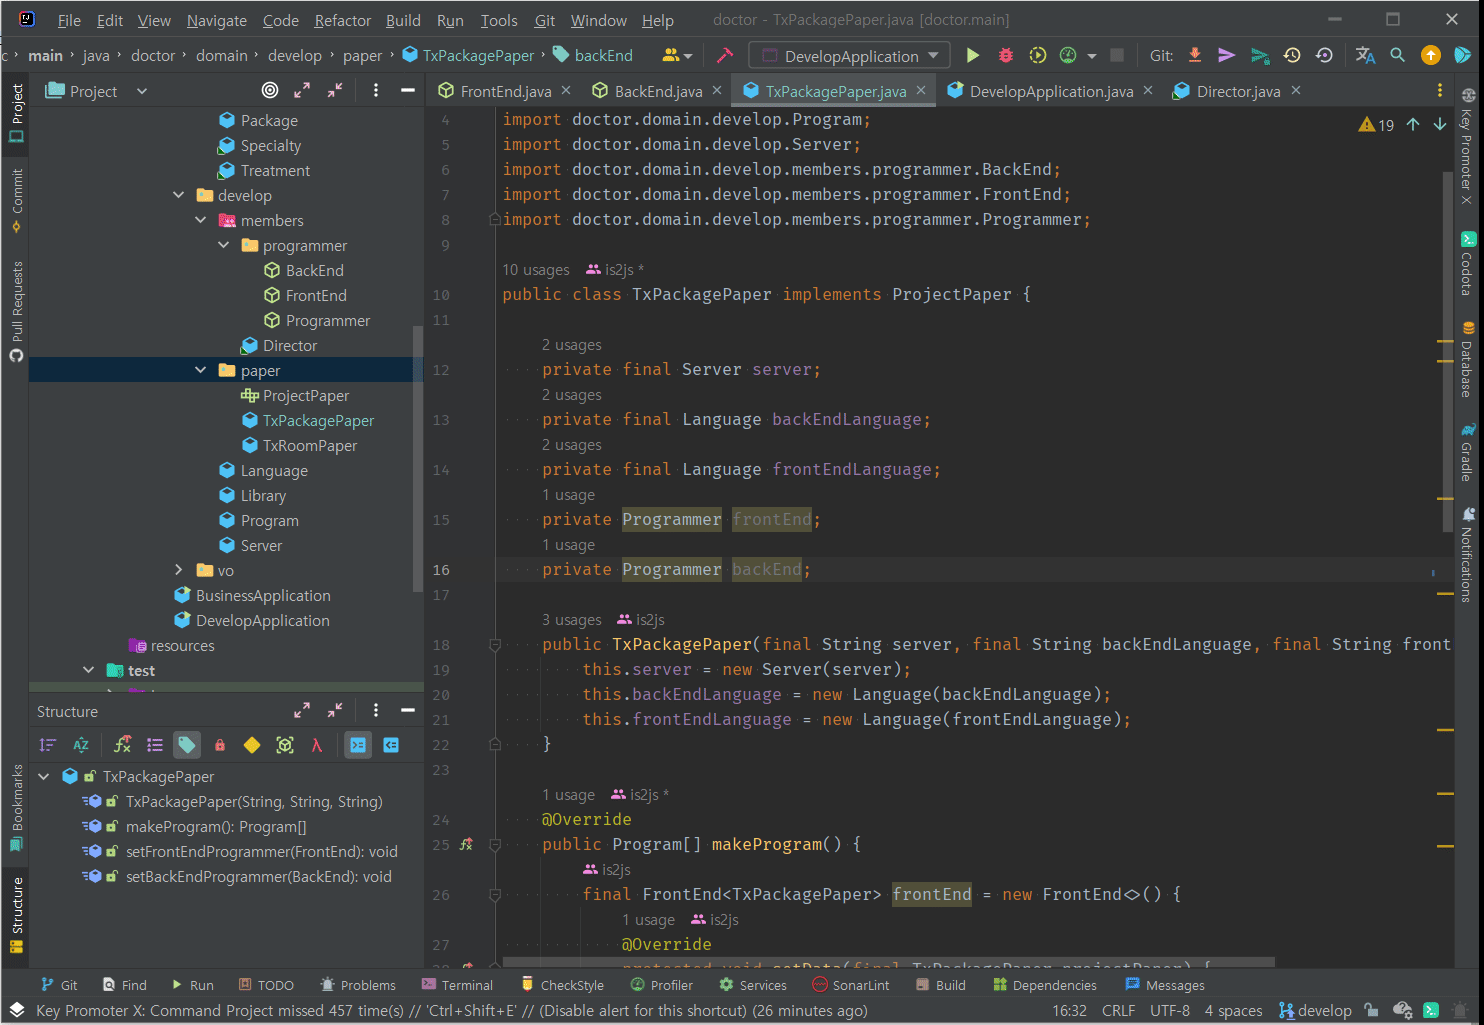 File Edit View Navigate Code Refactor Build Run Tools Git Window Help doctor - TxPackagePaper.java [doctor.main]
c › main › java › doctor › domain › develop › paper › TxPackagePaper › backEnd DevelopApplication Git:
Project
FrontEnd.java BackEnd.java TxPackagePaper.java DevelopApplication.java Director.java
Project
Commit
Pull Requests
Bookmarks
Structure
Package
Specialty
Treatment
develop
members
programmer
BackEnd
FrontEnd
Programmer
Director
paper
ProjectPaper
TxPackagePaper
TxRoomPaper
Language
Library
Program
Server
vo
BusinessApplication
DevelopApplication
resources
test
Structure
TxPackagePaper
TxPackagePaper(String, String, String)
makeProgram(): Program[]
setFrontEndProgrammer(FrontEnd): void
setBackEndProgrammer(BackEnd): void
19
4 import doctor.domain.develop.Program;
5 import doctor.domain.develop.Server;
6 import doctor.domain.develop.members.programmer.BackEnd;
7 import doctor.domain.develop.members.programmer.FrontEnd;
8 import doctor.domain.develop.members.programmer.Programmer;
9
10 usages is2js *
10 public class TxPackagePaper implements ProjectPaper {
11
2 usages
12 private final Server server;
2 usages
13 private final Language backEndLanguage;
2 usages
14 private final Language frontEndLanguage;
1 usage
15 private Programmer frontEnd;
1 usage
16 private Programmer backEnd;
17
3 usages is2js
18 public TxPackagePaper(final String server, final String backEndLanguage, final String front
19 this.server = new Server(server);
20 this.backEndLanguage = new Language(backEndLanguage);
21 this.frontEndLanguage = new Language(frontEndLanguage);
22 }
23
1 usage is2js *
24 @Override
25 public Program[] makeProgram() {
is2js
26 final FrontEnd<TxPackagePaper> frontEnd = new FrontEnd<>() {
1 usage is2js
27 @Override
protected void setData(final TxPackagePaper projectPaper) {
Key Promoter X
Codota
Database
Gradle
Notifications
Git Find Run TODO Problems Terminal CheckStyle Profiler Services SonarLint Build Dependencies Messages
Key Promoter X: Command Project missed 457 time(s) // 'Ctrl+Shift+E' // (Disable alert for this shortcut) (26 minutes ago) 16:32 CRLF UTF-8 4 spaces develop